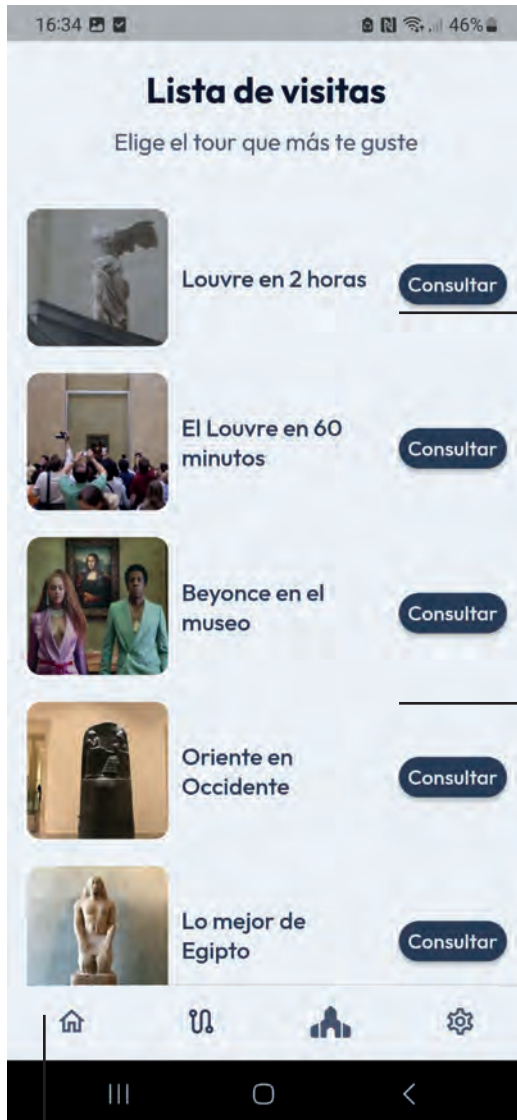 16:34 46%
Lista de visitas
Elige el tour que más te guste
Louvre en 2 horas
Consultar
El Louvre en 60
minutos
Consultar
Beyonce en el
museo
Consultar
Oriente en
Occidente
Consultar
Lo mejor de
Egipto
Consultar